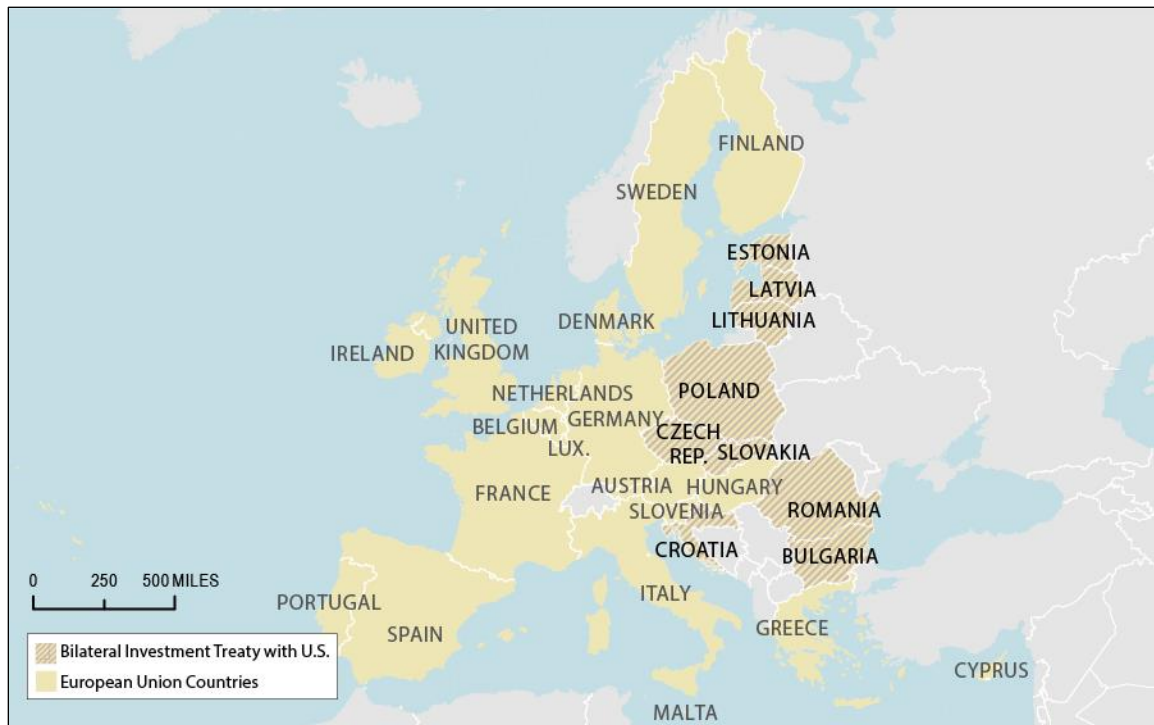 FINLAND
SWEDEN
ESTONIA
LATVIA
LITHUANIA
DENMARK
UNITED
KINGDOM
IRELAND
NETHERLANDS
POLAND
GERMANY
BELGIUM
CZECH
REP.
LUX.
SLOVAKIA
AUSTRIA
HUNGARY
FRANCE
SLOVENIA
ROMANIA
CROATIA
BULGARIA
0 250 500 MILES
ITALY
PORTUGAL
SPAIN
GREECE
CYPRUS
MALTA
Bilateral Investment Treaty with U.S.
European Union Countries